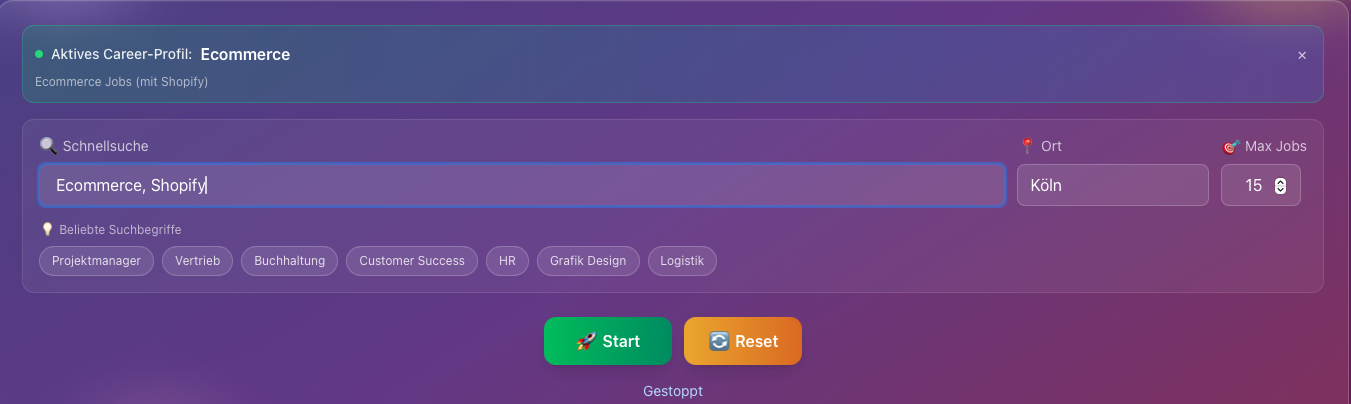 Aktives Career-Profil: Ecommerce
×
Ecommerce Jobs (mit Shopify)
🔍 Schnellsuche
📍 Ort
🎯 Max Jobs
Ecommerce, Shopify
Köln
15
💡 Beliebte Suchbegriffe
Projektmanager
Vertrieb
Buchhaltung
Customer Success
HR
Grafik Design
Logistik
🚀 Start
🔄 Reset
Gestoppt